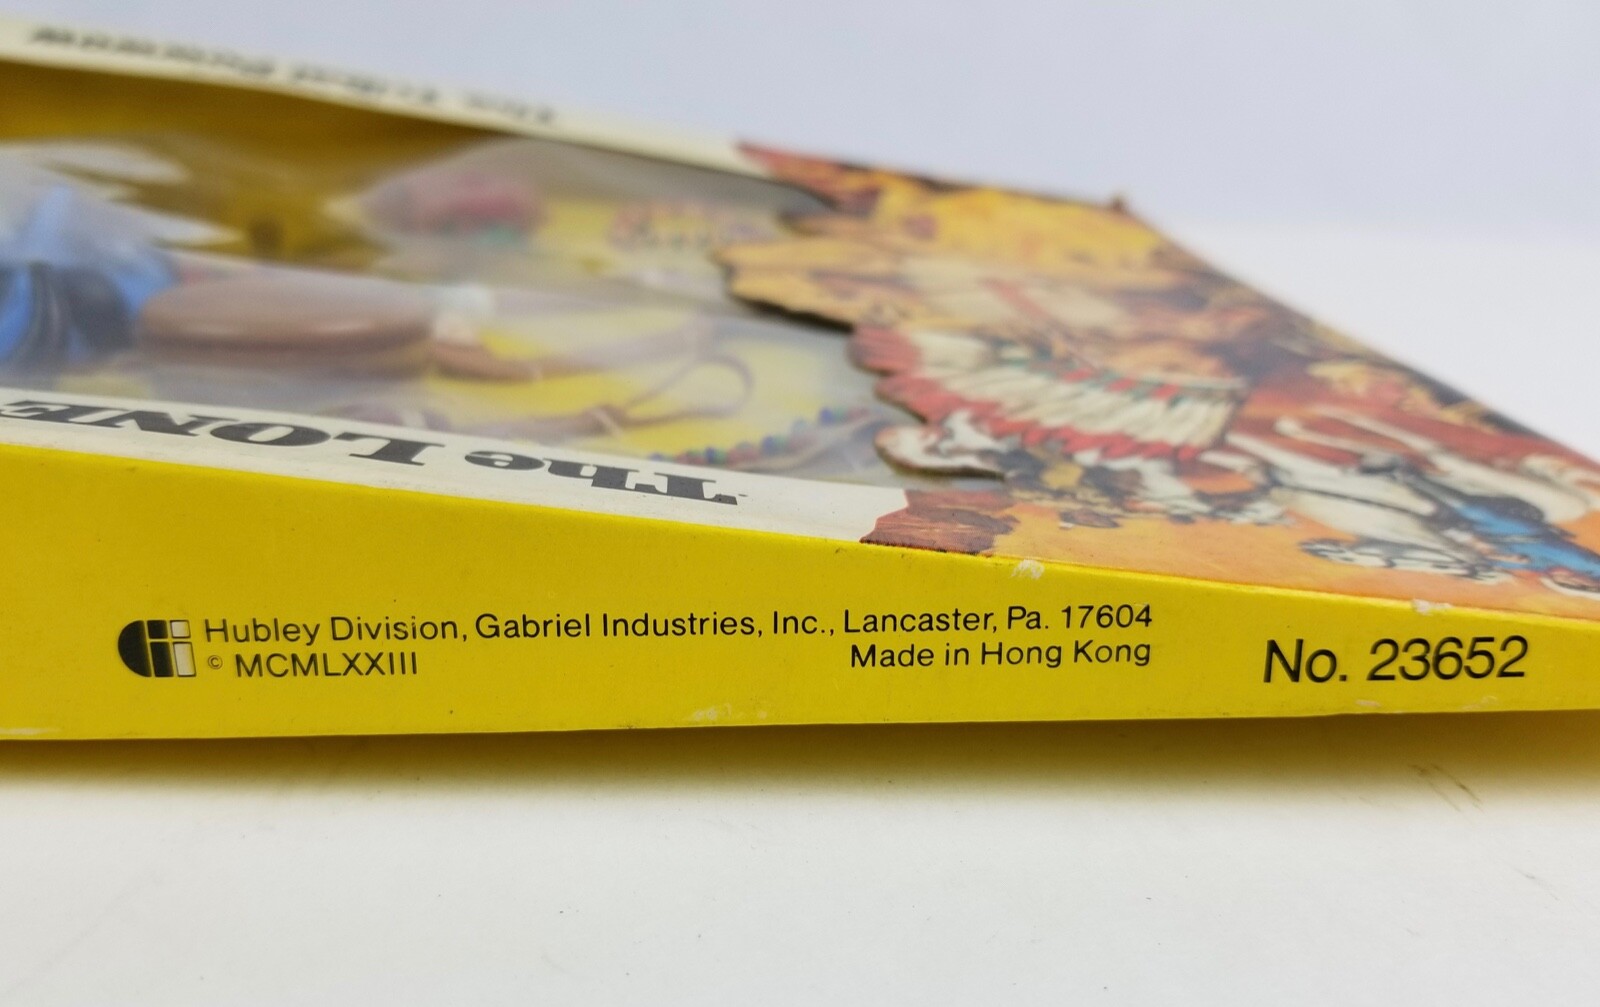 The LONE
Hubley Division, Gabriel Industries, Inc., Lancaster, Pa. 17604
© MCMLXXIII
Made in Hong Kong
No. 23652